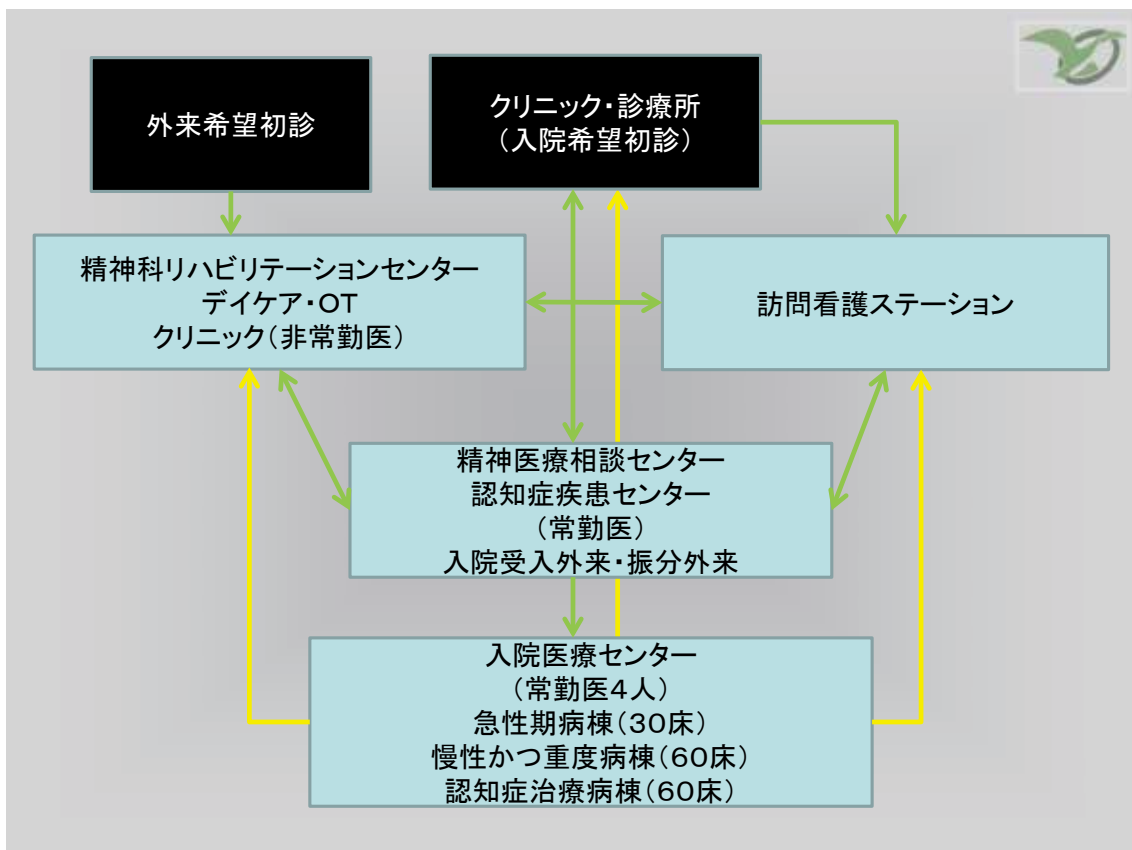 外来希望初診
クリニック・診療所
（入院希望初診）
精神科リハビリテーションセンター
デイケア・OT
クリニック（非常勤医）
訪問看護ステーション
精神医療相談センター
認知症疾患センター
（常勤医）
入院受入外来・振分外来
入院医療センター
（常勤医４人）
急性期病棟（30床）
慢性かつ重度病棟（60床）
認知症治療病棟（60床）